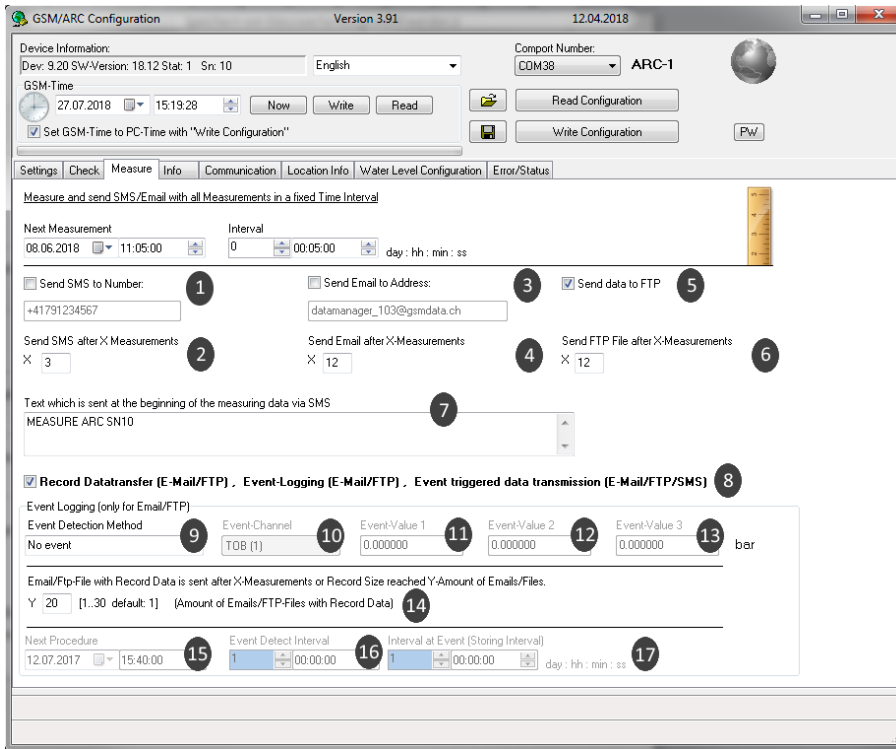 GSM/ARC Configuration Version 3.91 12.04.2018
Device Information: Comport Number:
Dev: 9.20 SW-Version: 18.12 Stat: 1 Sn: 10 English COM38 ARC-1
GSM-Time
27.07.2018 15:19:28 Now Write Read Read Configuration
Set GSM-Time to PC-Time with "Write Configuration" Write Configuration PW
Settings Check Measure Info Communication Location Info Water Level Configuration Error/Status
Measure and send SMS/Email with all Measurements in a fixed Time Interval
Next Measurement Interval
08.06.2018 11:05:00 0 00:05:00 day : hh : min : ss
Send SMS to Number: 1 Send Email to Address: 3 Send data to FTP 5
+41791234567 datamanager_103@gsmdata.ch
Send SMS after X Measurements 2 Send Email after X-Measurements 4 Send FTP File after X-Measurements 6
X 3 X 12 X 12
Text which is sent at the beginning of the measuring data via SMS 7
MEASURE ARC SN10
Record Datatransfer (E-Mail/FTP) , Event-Logging (E-Mail/FTP) , Event triggered data transmission (E-Mail/FTP/SMS) 8
Event Logging (only for Email/FTP)
Event Detection Method 9 Event-Channel 10 Event-Value 1 11 Event-Value 2 12 Event-Value 3 13
No event TOB (1) 0.000000 0.000000 0.000000 bar
Email/Ftp-File with Record Data is sent after X-Measurements or Record Size reached Y-Amount of Emails/Files.
Y 20 [1..30 default: 1] (Amount of Emails/FTP-Files with Record Data) 14
Next Procedure 15 Event Detect Interval 16 Interval at Event (Storing Interval) 17
12.07.2017 15:40:00 1 00:00:00 1 00:00:00 day : hh : min : ss